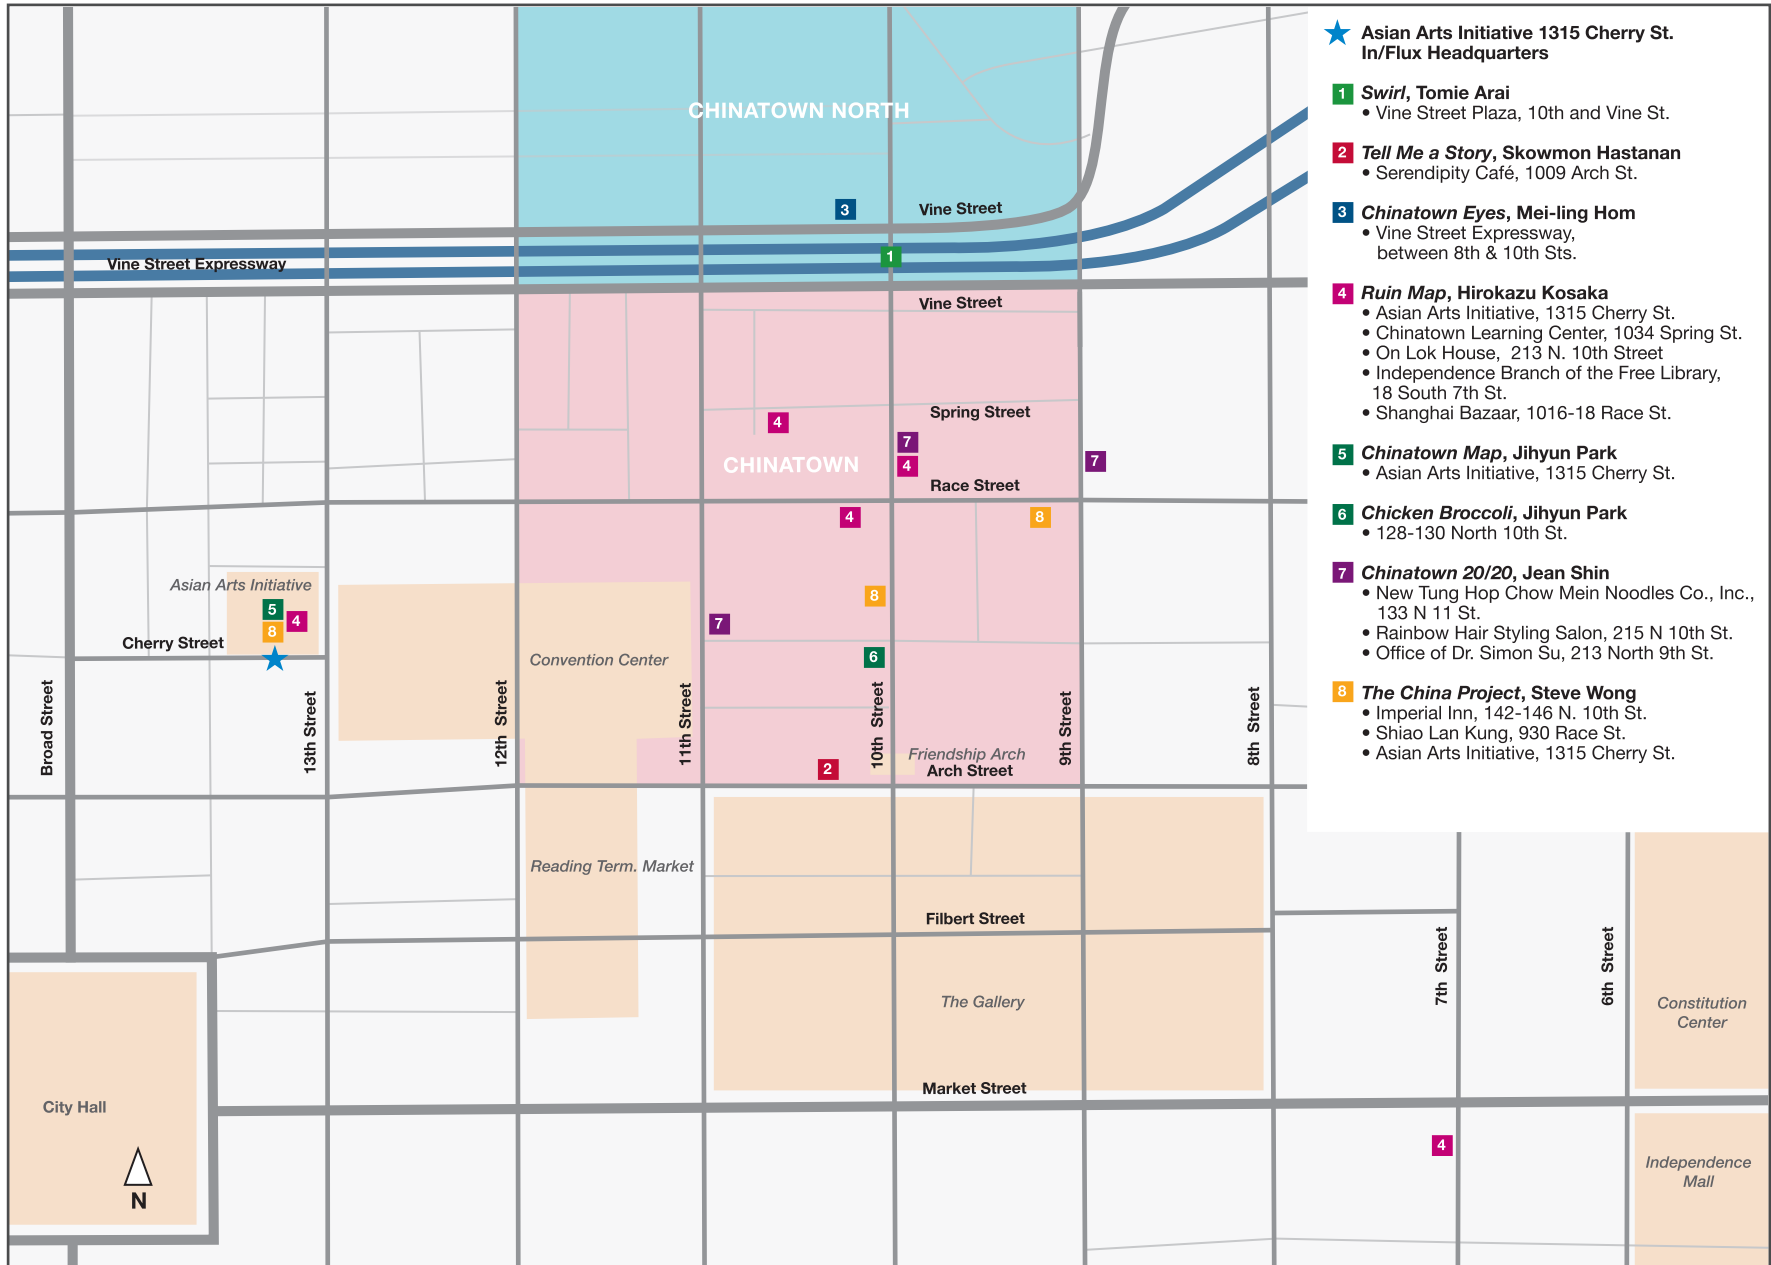 CHINATOWN NORTH
3
Vine Street
1
Vine Street Expressway
Vine Street
Spring Street
4
7
CHINATOWN
4
7
Race Street
4
8
Asian Arts Initiative
5
4
8
8
7
Cherry Street
Convention Center
6
Broad Street
13th Street
12th Street
11th Street
10th Street
9th Street
8th Street
Friendship Arch
2
Arch Street
Reading Term. Market
Filbert Street
7th Street
6th Street
The Gallery
Constitution
Center
Market Street
City Hall
4
Independence
Mall
N
Asian Arts Initiative 1315 Cherry St.
In/Flux Headquarters
1 Swirl, Tomie Arai
• Vine Street Plaza, 10th and Vine St.
2 Tell Me a Story, Skowmon Hastanan
• Serendipity Café, 1009 Arch St.
3 Chinatown Eyes, Mei-ling Hom
• Vine Street Expressway,
between 8th & 10th Sts.
4 Ruin Map, Hirokazu Kosaka
• Asian Arts Initiative, 1315 Cherry St.
• Chinatown Learning Center, 1034 Spring St.
• On Lok House, 213 N. 10th Street
• Independence Branch of the Free Library,
18 South 7th St.
• Shanghai Bazaar, 1016-18 Race St.
5 Chinatown Map, Jihyun Park
• Asian Arts Initiative, 1315 Cherry St.
6 Chicken Broccoli, Jihyun Park
• 128-130 North 10th St.
7 Chinatown 20/20, Jean Shin
• New Tung Hop Chow Mein Noodles Co., Inc.,
133 N 11 St.
• Rainbow Hair Styling Salon, 215 N 10th St.
• Office of Dr. Simon Su, 213 North 9th St.
8 The China Project, Steve Wong
• Imperial Inn, 142-146 N. 10th St.
• Shiao Lan Kung, 930 Race St.
• Asian Arts Initiative, 1315 Cherry St.